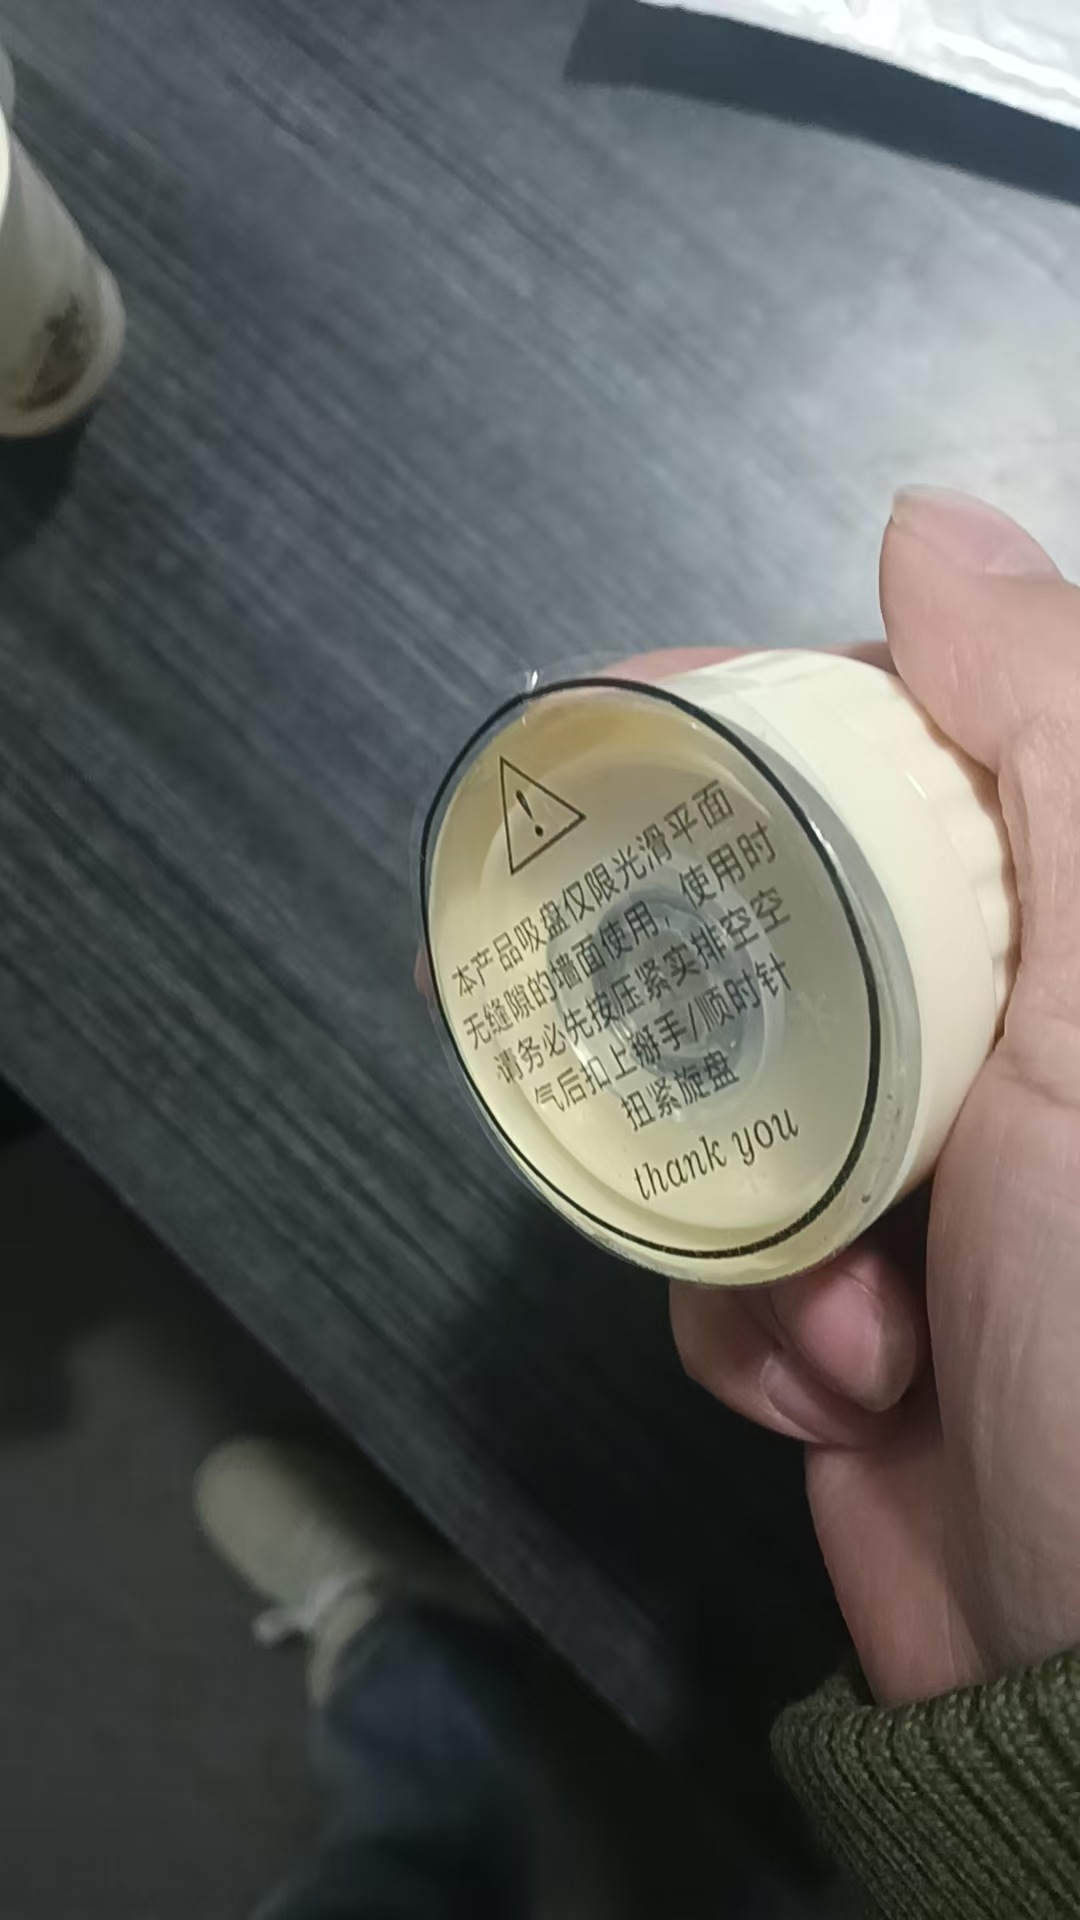 本产品吸盘仅限光滑平面
无缝隙的墙面使用，使用时
请务必先按压紧实排空空
气后扣上掰手/顺时针
扭紧旋盘
thank you